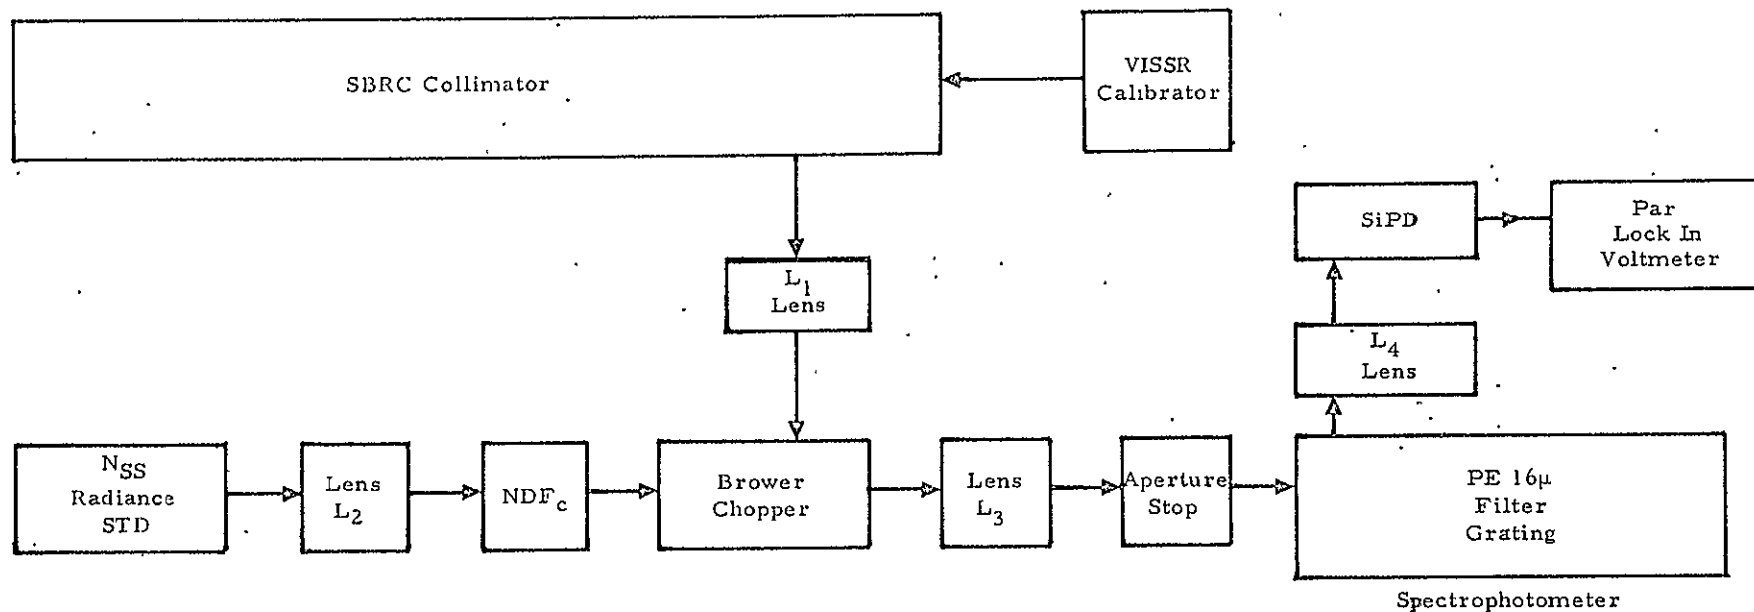 SBRC Collimator
VISSR
Calibrator
SiPD
Par
Lock In
Voltmeter
L1
Lens
L4
Lens
NSS
Radiance
STD
Lens
L2
NDFc
Brower
Chopper
Lens
L3
Aperture
Stop
PE 16μ
Filter
Grating
Spectrophotometer